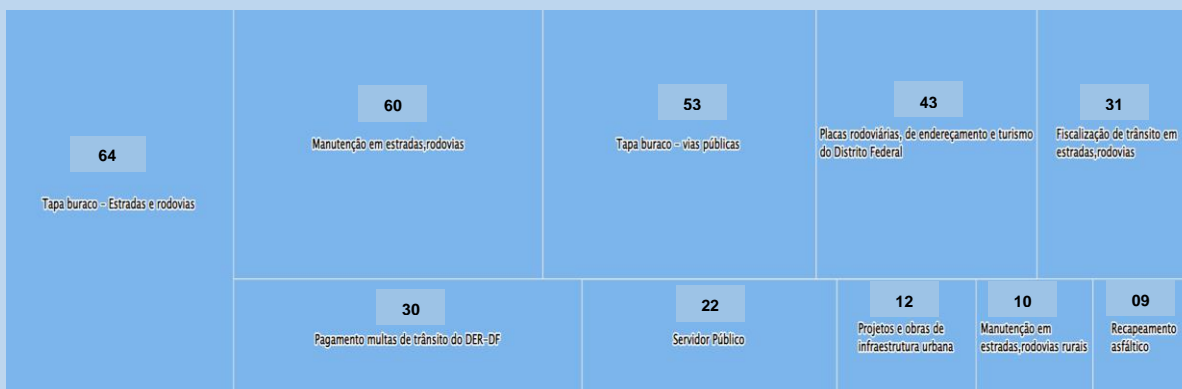 64
Tapa buraco - Estradas e rodovias
60
Manutenção em estradas;rodovias
53
Tapa buraco - vias públicas
43
Placas rodoviárias, de endereçamento e turismo
do Distrito Federal
31
Fiscalização de trânsito em
estradas;rodovias
30
Pagamento multas de trânsito do DER-DF
22
Servidor Público
12
Projetos e obras de
infraestrutura urbana
10
Manutenção em
estradas;rodovias rurais
09
Recapeamento
asfáltico